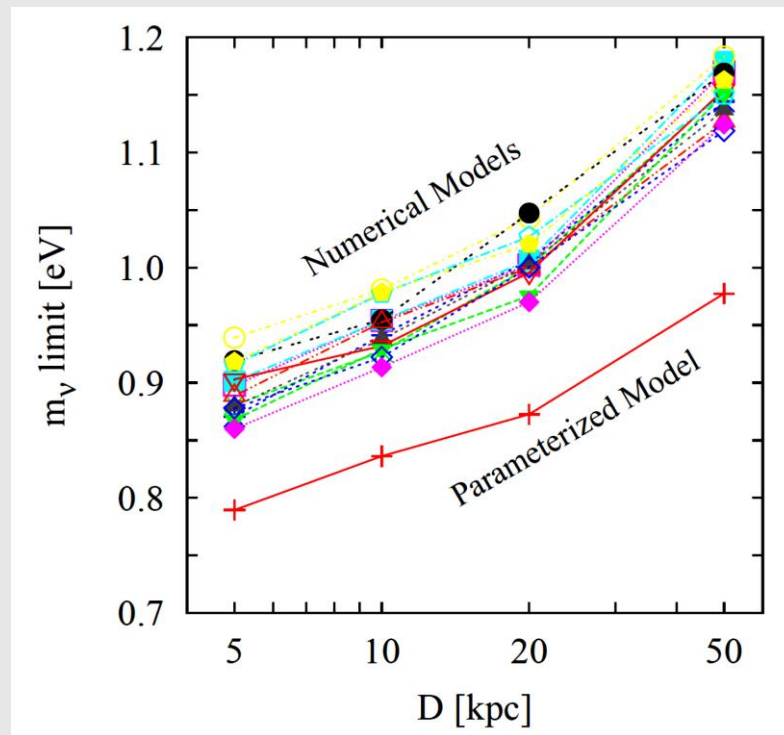 1.2
1.1
1.0
0.9
0.8
0.7
mν limit [eV]
Numerical Models
Parameterized Model
5 10 20 50
D [kpc]